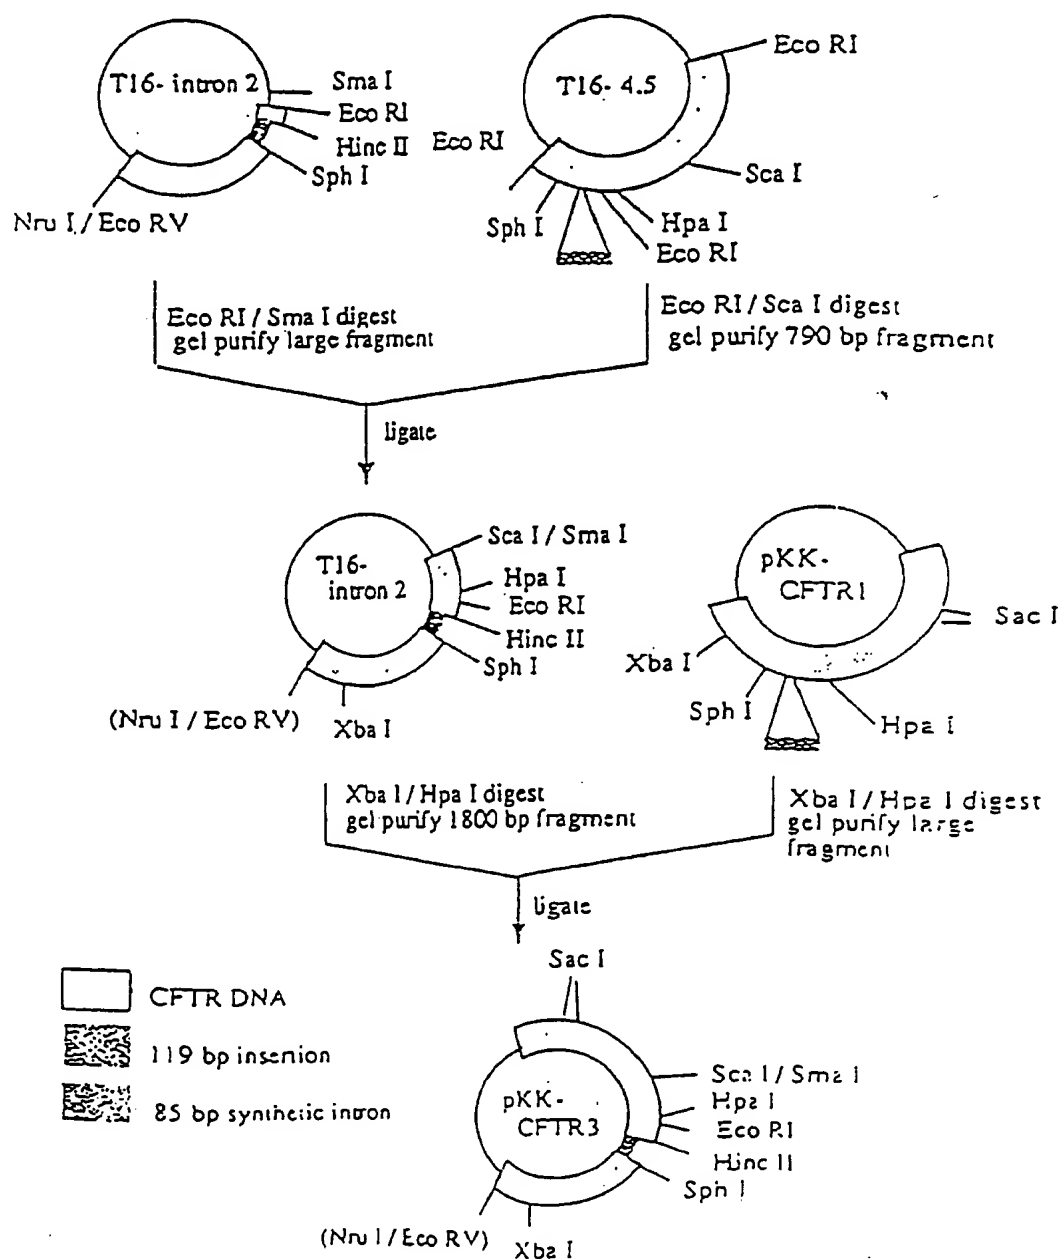 T16- intron 2
Sma I
Eco RI
Hinc II
Sph I
Nru I / Eco RV
T16- 4.5
Eco RI
Eco RI
Sca I
Sph I
Hpa I
Eco RI
Eco RI / Sma I digest
gel purify large fragment
Eco RI / Sca I digest
gel purify 790 bp fragment
ligate
T16-
intron 2
Sca I / Sma I
Hpa I
Eco RI
Hinc II
Sph I
(Nru I / Eco RV)
Xba I
pKK-
CFTR1
Sac I
Xba I
Sph I
Hpa I
Xba I / Hpa I digest
gel purify 1800 bp fragment
Xba I / Hpa I digest
gel purify large
fragment
ligate
Sac I
CFTR DNA
119 bp insertion
85 bp synthetic intron
pKK-
CFTR3
Sca I / Sma I
Hpa I
Eco RI
Hinc II
Sph I
(Nru I / Eco RV)
Xba I